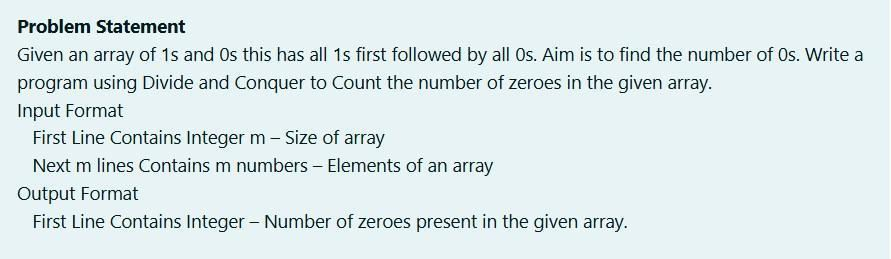 Problem Statement
Given an array of 1s and 0s this has all 1s first followed by all 0s. Aim is to find the number of 0s. Write a
program using Divide and Conquer to Count the number of zeroes in the given array.
Input Format
First Line Contains Integer m – Size of array
Next m lines Contains m numbers – Elements of an array
Output Format
First Line Contains Integer – Number of zeroes present in the given array.